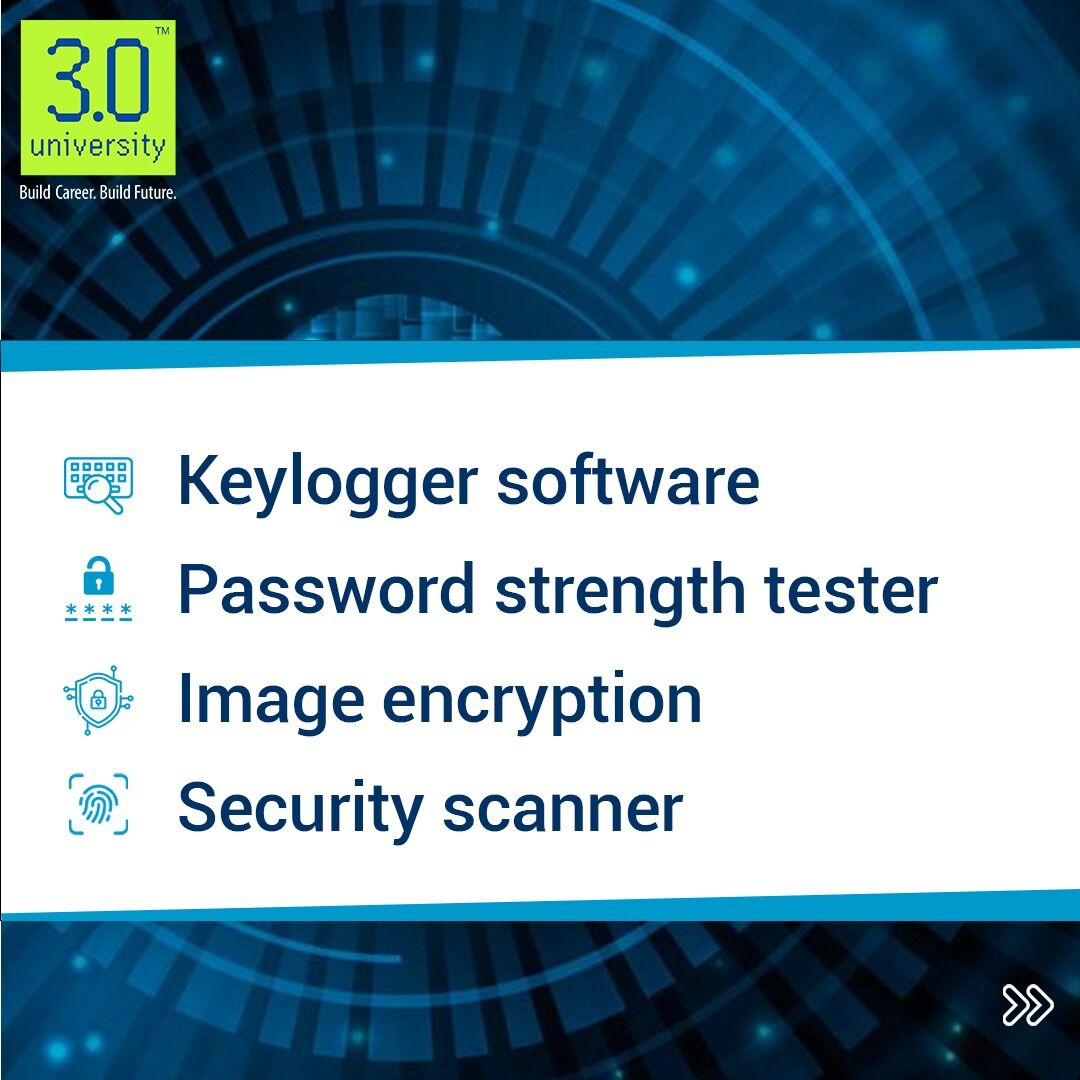 3.0
TM
university
Build Career. Build Future.
Keylogger software
Password strength tester
* * * *
Image encryption
Security scanner